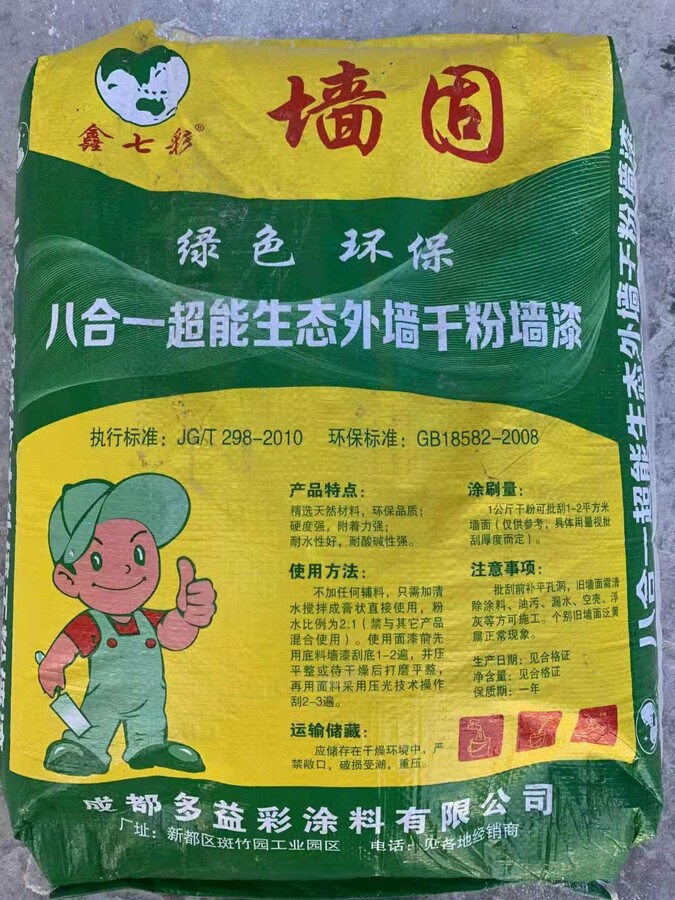 鑫七彩®
墙固
绿色 环保
八合一超能生态外墙干粉墙漆
执行标准：JG/T 298-2010 环保标准：GB18582-2008
产品特点：
精选天然材料，环保品质；
硬度强，附着力强；
耐水性好，耐酸碱性强。
使用方法：
不加任何辅料，只需加清
水搅拌成膏状直接使用，粉
水比例为2:1（禁与其它产品
混合使用）。使用面漆前先
用底料墙漆刮底1-2遍，并压
平整或待干燥后打磨平整，
再用面料采用压光技术操作
刮2-3遍。
运输储藏：
应储存在干燥环境中，严
禁敞口，破损受潮，重压。
涂刷量：
1公斤干粉可批刮1-2平方米
墙面（仅供参考，具体用量视批
刮厚度而定）。
注意事项：
批刮前补平孔洞，旧墙面需清
除涂料、油污、漏水、空壳、浮
灰等方可施工。个别旧墙面泛黄
属正常现象。
生产日期：见合格证
净含量：见合格证
保质期：一年
成都多益彩涂料有限公司
厂址：新都区斑竹园工业园区 电话：见各地经销商
八合一超能生态外墙干粉墙漆